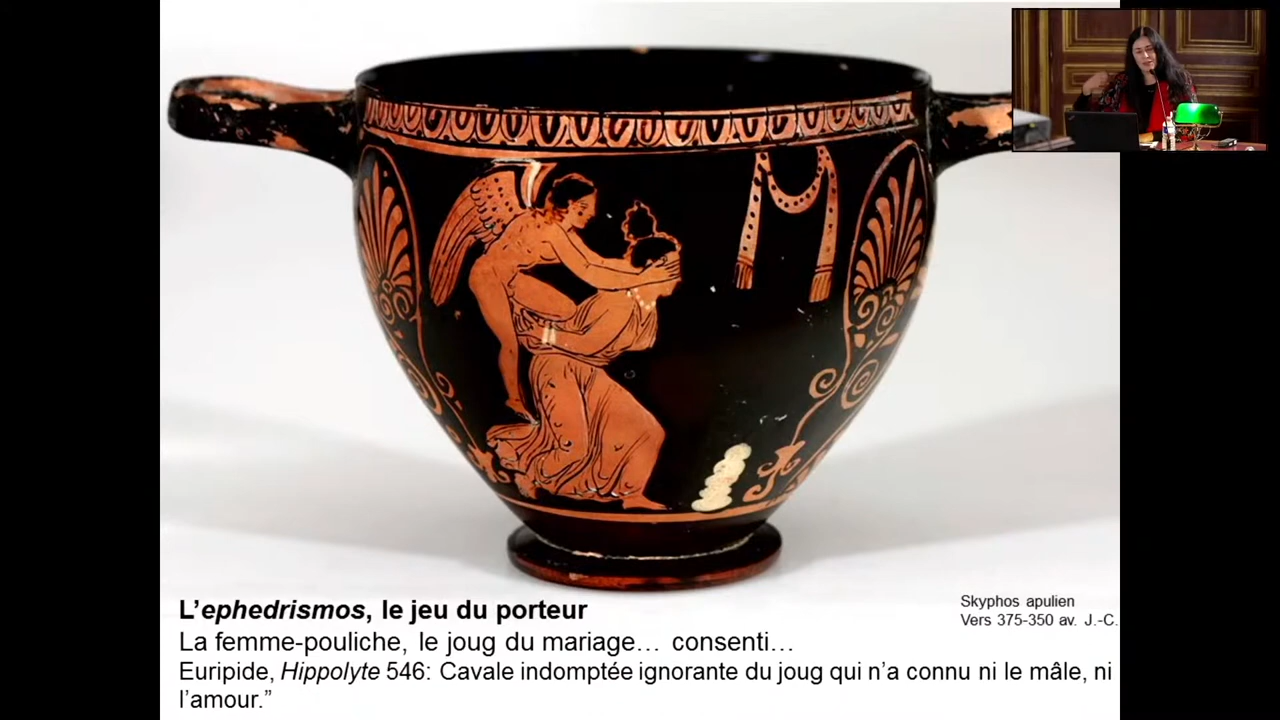 L’ephedrismos, le jeu du porteur
La femme-pouliche, le joug du mariage… consenti…
Euripide, Hippolyte 546: Cavale indomptée ignorante du joug qui n’a connu ni le mâle, ni
l’amour.”
Skyphos apulien
Vers 375-350 av. J.-C.